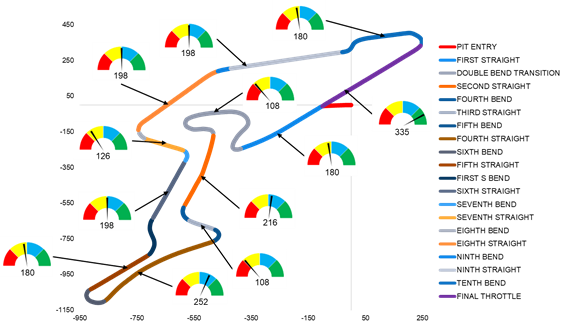 450
250
50
-150
-350
-550
-750
-950
-1150
-950
-750
-550
-350
-150
50
250
180
198
198
108
335
126
180
198
216
180
108
252
PIT ENTRY
FIRST STRAIGHT
DOUBLE BEND TRANSITION
SECOND STRAIGHT
FOURTH BEND
THIRD STRAIGHT
FIFTH BEND
FOURTH STRAIGHT
SIXTH BEND
FIFTH STRAIGHT
FIRST S BEND
SIXTH STRAIGHT
SEVENTH BEND
SEVENTH STRAIGHT
EIGHTH BEND
EIGHTH STRAIGHT
NINTH BEND
NINTH STRAIGHT
TENTH BEND
FINAL THROTTLE